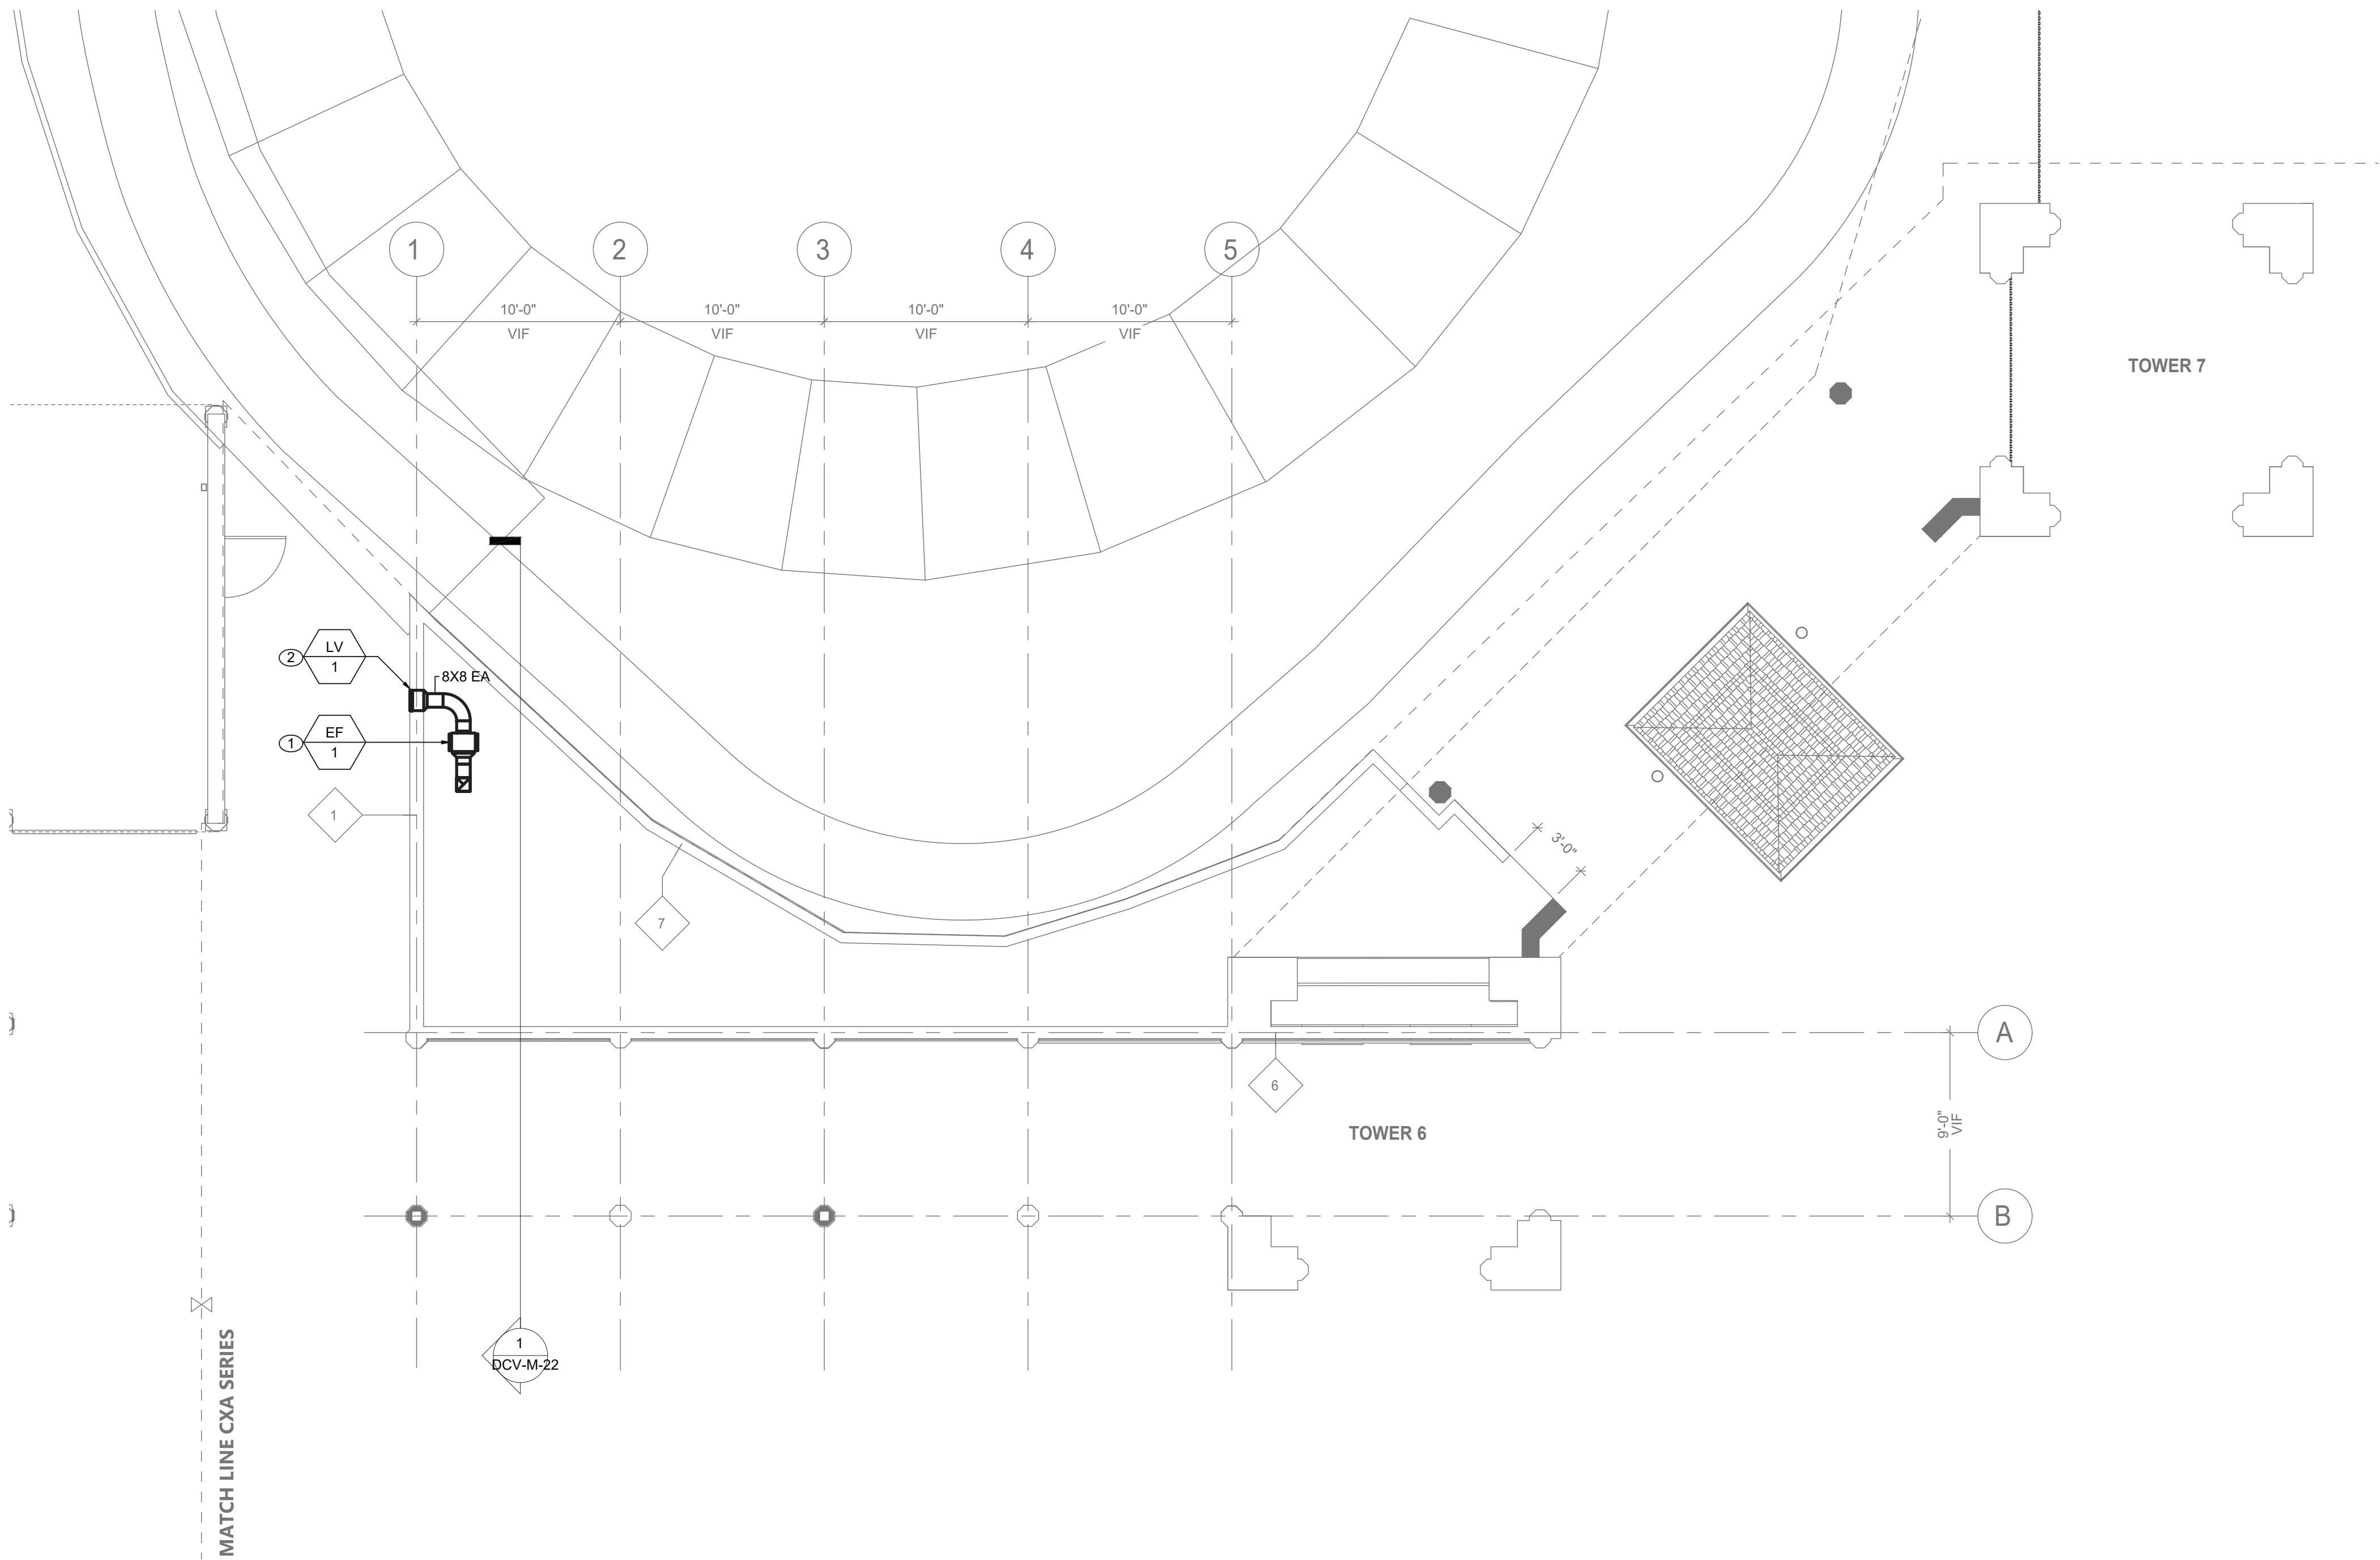 1
2
3
4
5
10'-0"
VIF
10'-0"
VIF
10'-0"
VIF
10'-0"
VIF
TOWER 7
2
LV
1
8X8 EA
1
EF
1
1
7
3'-0"
A
6
TOWER 6
9'-0"
VIF
B
1
DCV-M-22
MATCH LINE CXA SERIES